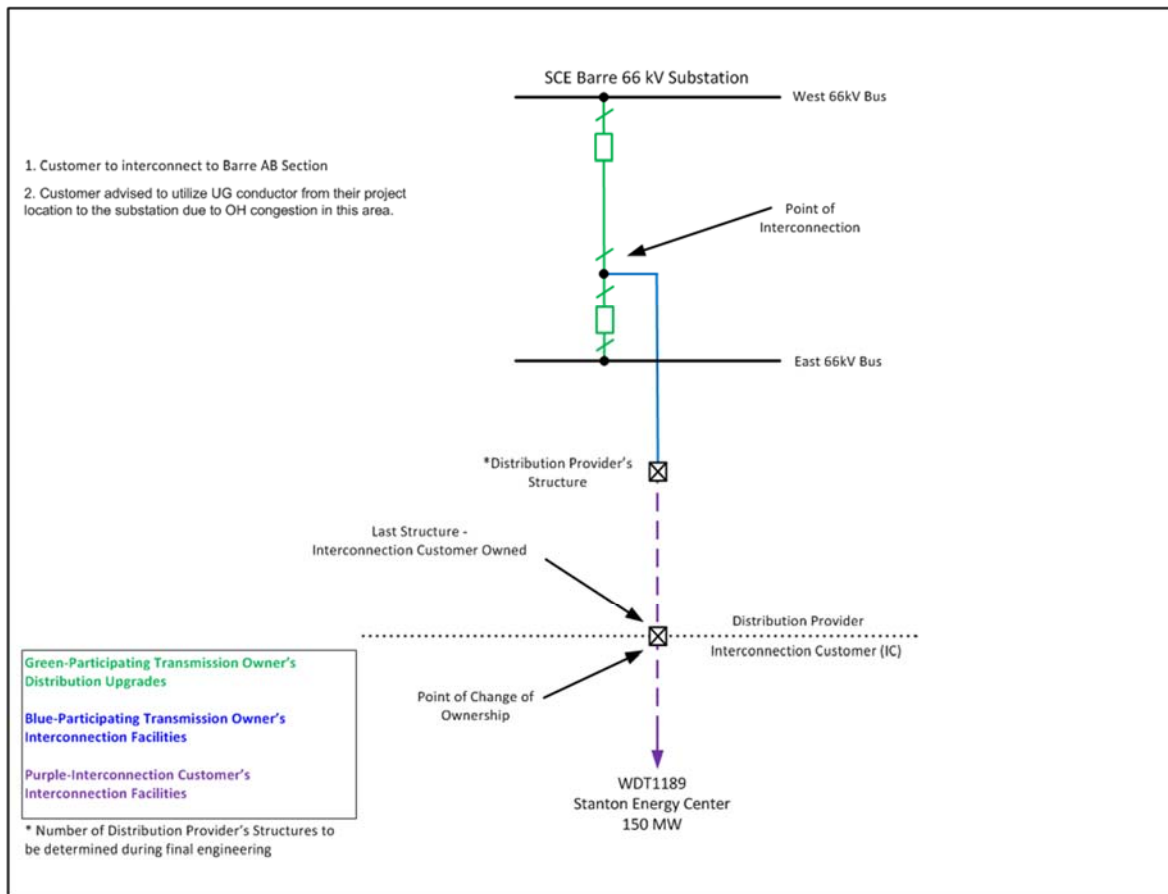 SCE Barre 66 kV Substation
West 66kV Bus
1. Customer to interconnect to Barre AB Section
2. Customer advised to utilize UG conductor from their project
location to the substation due to OH congestion in this area.
Point of
Interconnection
East 66kV Bus
*Distribution Provider's
Structure
Last Structure -
Interconnection Customer Owned
Distribution Provider
Interconnection Customer (IC)
Point of Change of
Ownership
Green-Participating Transmission Owner's
Distribution Upgrades
Blue-Participating Transmission Owner's
Interconnection Facilities
Purple-Interconnection Customer's
Interconnection Facilities
WDT1189
Stanton Energy Center
150 MW
* Number of Distribution Provider's Structures to
be determined during final engineering